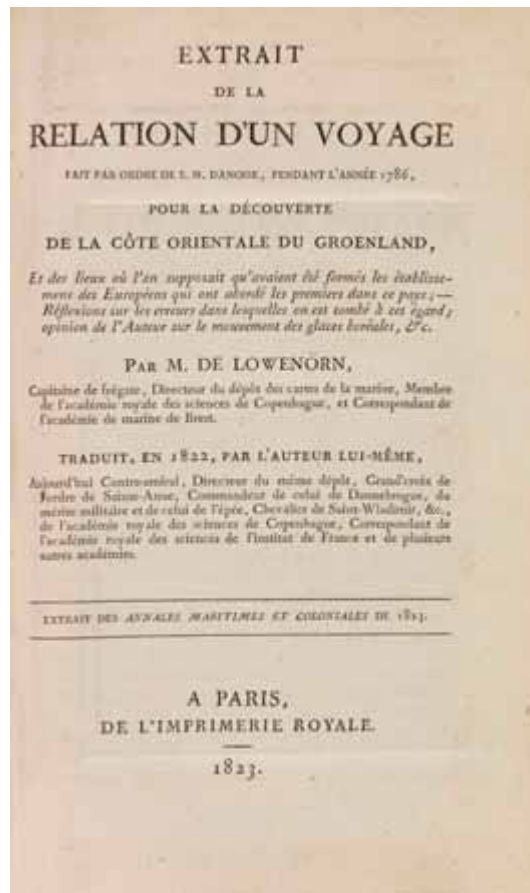 EXTRAIT
DE LA
RELATION D'UN VOYAGE
FAIT PAR ORDRE DE S. M. DANOISE, PENDANT L'ANNÉE 1786,
POUR LA DÉCOUVERTE
DE LA CÔTE ORIENTALE DU GROENLAND,
Et des lieux où l'on supposait qu'avaient été formés les établisse-
mens des Européens qui ont abordé les premiers dans ce pays; —
Réflexions sur les erreurs dans lesquelles on est tombé à cet égard;
opinion de l'Auteur sur le mouvement des glaces boréales, &c.
PAR M. DE LOWENORN,
Capitaine de frégate, Directeur du dépôt des cartes de la marine, Membre
de l'académie royale des sciences de Copenhague, et Correspondant de
l'académie de marine de Brest.
TRADUIT, EN 1822, PAR L'AUTEUR LUI-MÊME,
Aujourd'hui Contre-amiral, Directeur du même dépôt, Grand'croix de
l'ordre de Sainte-Anne, Commandeur de celui de Dannebrogue, du
mérite militaire et de celui de l'épée, Chevalier de Saint-Wladimir, &c.,
de l'académie royale des sciences de Copenhague, Correspondant de
l'académie royale des sciences de l'Institut de France et de plusieurs
autres académies.
EXTRAIT DES ANNALES MARITIMES ET COLONIALES DE 1823.
A PARIS,
DE L'IMPRIMERIE ROYALE.
1823.